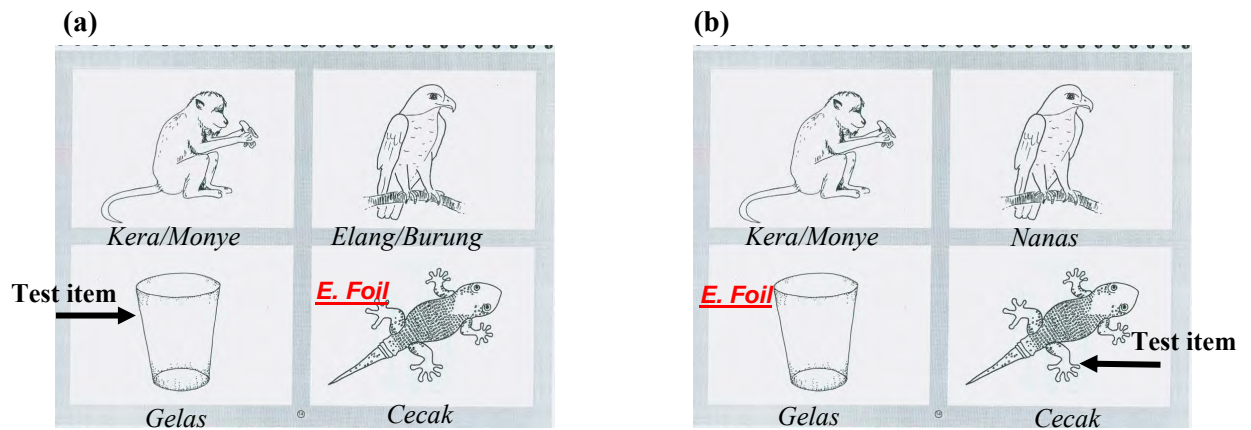 (a)
Kera/Monye
Elang/Burung
Test item
E. Foil
Gelas
Cecak
(b)
Kera/Monye
Nanas
E. Foil
Test item
Gelas
Cecak